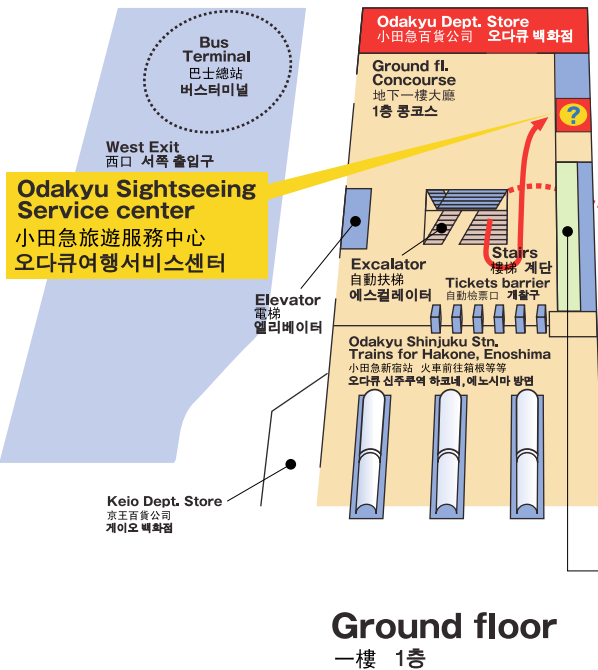 Odakyu Dept. Store
小田急百貨公司 오다큐 백화점
Bus
Terminal
巴士總站
버스터미널
Ground fl.
Concourse
地下一樓大廳
1층 콩코스
?
West Exit
西口 서쪽 출입구
Odakyu Sightseeing
Service center
小田急旅遊服務中心
오다큐여행서비스센터
Stairs
樓梯 계단
Excalator
自動扶梯
에스컬레이터
Tickets barrier
自動檢票口 개찰구
Elevator
電梯
엘리베이터
Odakyu Shinjuku Stn.
Trains for Hakone, Enoshima
小田急新宿站 火車前往箱根等等
오다큐 신주쿠역 하코네, 에노시마 방면
Keio Dept. Store
京王百貨公司
게이오 백화점
Ground floor
一樓 1층